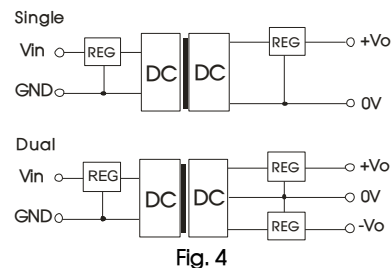 Single
Vin
REG
DC
DC
REG
+Vo
GND
0V
Dual
Vin
REG
DC
DC
REG
+Vo
0V
GND
REG
-Vo
Fig. 4